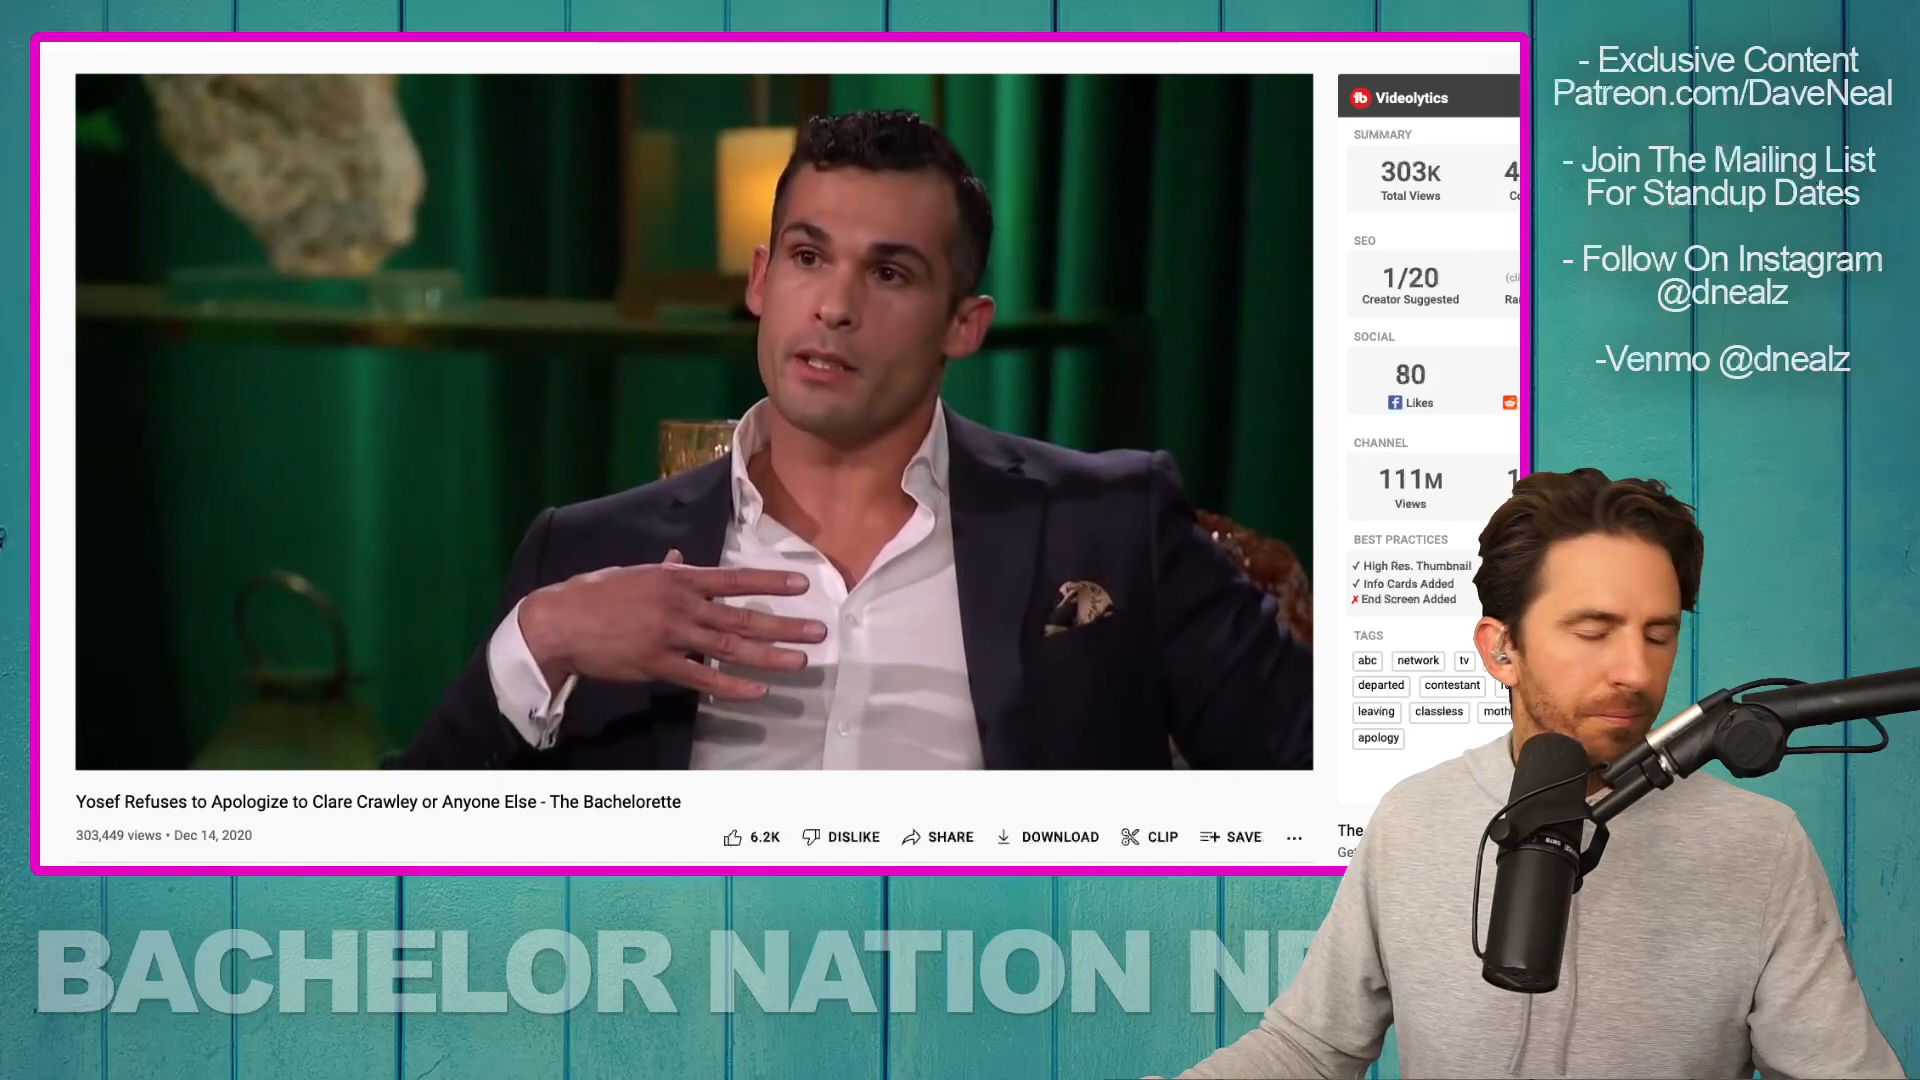 - Exclusive Content
Patreon.com/DaveNeal
- Join The Mailing List
For Standup Dates
- Follow On Instagram
@dnealz
-Venmo @dnealz
Videolytics
SUMMARY
303K
Total Views
SEO
1/20
Creator Suggested
SOCIAL
80
Likes
CHANNEL
111M
Views
BEST PRACTICES
✓ High Res. Thumbnail
✓ Info Cards Added
✗ End Screen Added
TAGS
abc network tv
departed contestant
leaving classless
apology
Yosef Refuses to Apologize to Clare Crawley or Anyone Else - The Bachelorette
303,449 views • Dec 14, 2020
6.2K DISLIKE SHARE DOWNLOAD CLIP SAVE ...
The
BACHELOR NATION